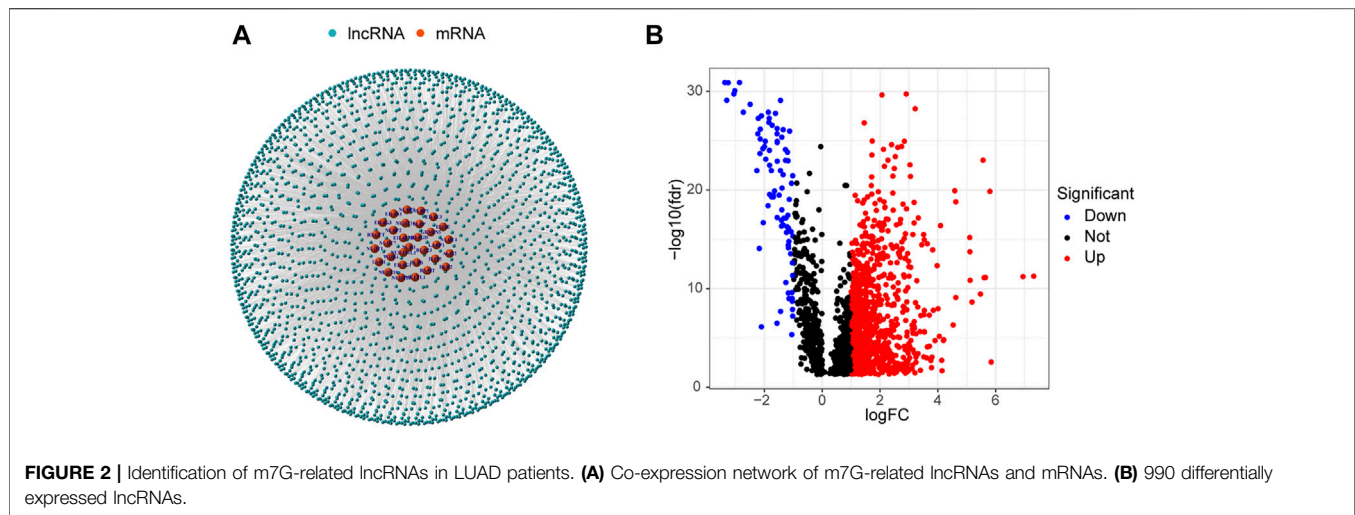 A
lncRNA mRNA
B
30
20
10
0
−log10(fdr)
−2 0 2 4 6
logFC
Significant
Down
Not
Up
FIGURE 2 | Identification of m7G-related lncRNAs in LUAD patients. (A) Co-expression network of m7G-related lncRNAs and mRNAs. (B) 990 differentially
expressed lncRNAs.